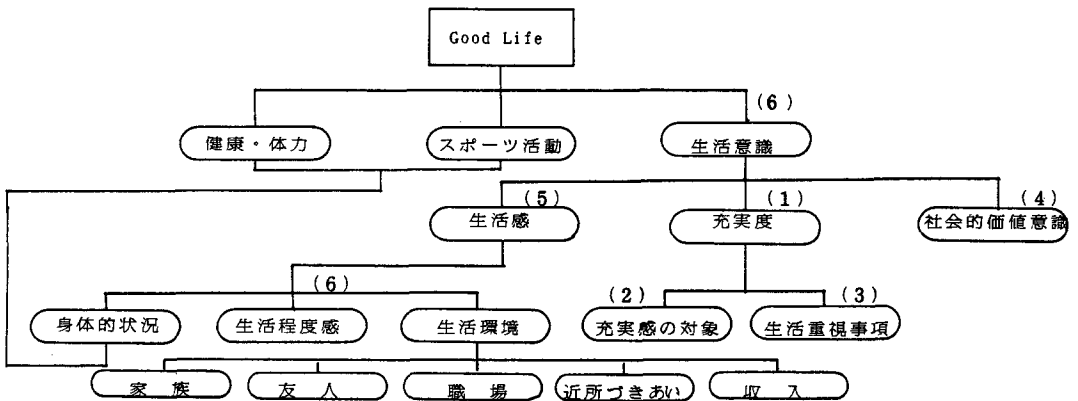 Good Life
(6)
健康・体力
スポーツ活動
生活意識
(5)
(1)
(4)
生活感
充実度
社会的価値意識
(6)
(2)
(3)
身体的状況
生活程度感
生活環境
充実感の対象
生活重視事項
家族
友人
職場
近所づきあい
収入